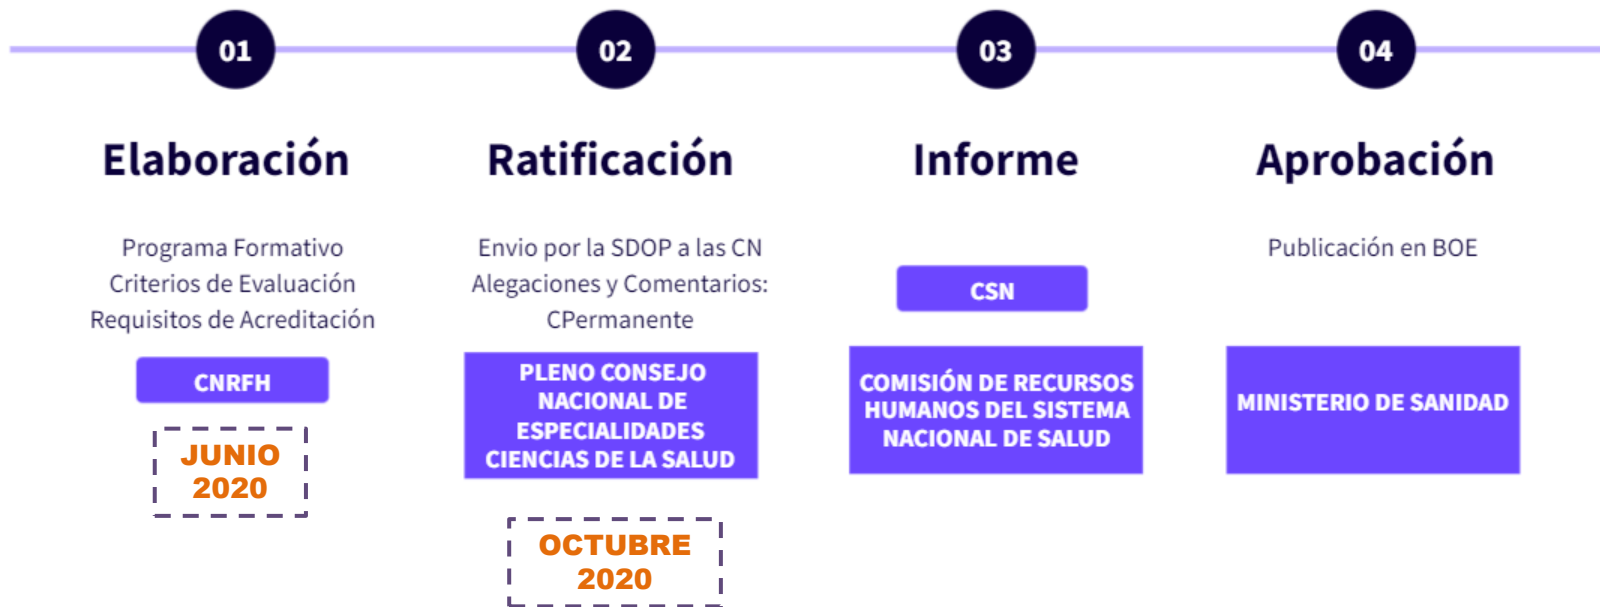 01
Elaboración
Programa Formativo
Criterios de Evaluación
Requisitos de Acreditación
CNRFH
JUNIO
2020
02
Ratificación
Envio por la SDOP a las CN
Alegaciones y Comentarios:
CPermanente
PLENO CONSEJO
NACIONAL DE
ESPECIALIDADES
CIENCIAS DE LA SALUD
OCTUBRE
2020
03
Informe
CSN
COMISIÓN DE RECURSOS
HUMANOS DEL SISTEMA
NACIONAL DE SALUD
04
Aprobación
Publicación en BOE
MINISTERIO DE SANIDAD